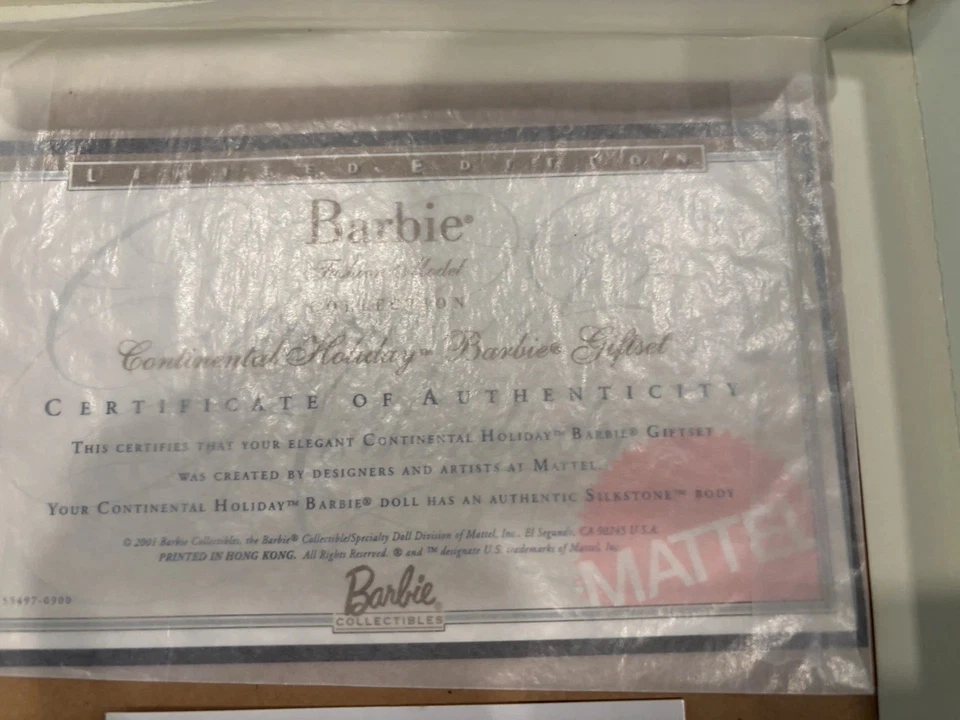 LIMITED EDITION
Barbie®
Fashion Model
COLLECTION
Continental Holiday™ Barbie® Giftset
CERTIFICATE OF AUTHENTICITY
THIS CERTIFIES THAT YOUR ELEGANT CONTINENTAL HOLIDAY™ BARBIE® GIFTSET
WAS CREATED BY DESIGNERS AND ARTISTS AT MATTEL.
YOUR CONTINENTAL HOLIDAY™ BARBIE® DOLL HAS AN AUTHENTIC SILKSTONE™ BODY
© 2001 Barbie Collectibles, the Barbie® Collectible/Specialty Doll Division of Mattel, Inc., El Segundo, CA 90245 U.S.A.
PRINTED IN HONG KONG. All Rights Reserved. ® and ™ designate U.S. trademarks of Mattel, Inc.
MATTEL
55497-0900
Barbie
COLLECTIBLES